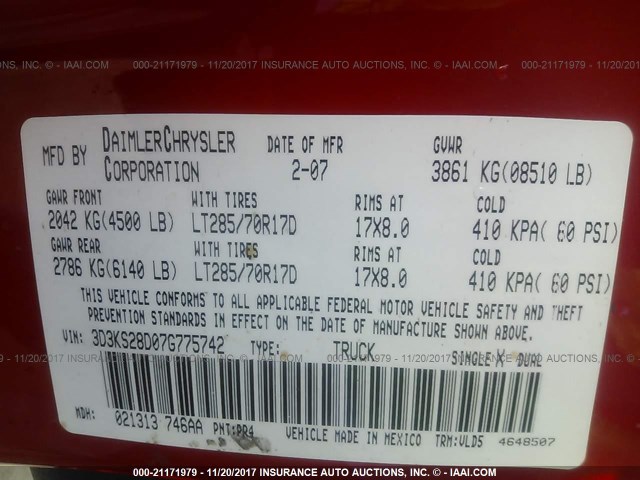 000-21171979 - 11/20/2017 INSURANCE AUTO AUCTIONS, INC. © - IAAI.COM
MFD BY DAIMLERCHRYSLER CORPORATION
DATE OF MFR
2-07
GVWR
3861 KG(08510 LB)
GAWR FRONT WITH TIRES RIMS AT COLD
2042 KG(4500 LB) LT285/70R17D 17X8.0 410 KPA( 60 PSI)
GAWR REAR WITH TIRES RIMS AT COLD
2786 KG(6140 LB) LT285/70R17D 17X8.0 410 KPA( 60 PSI)
THIS VEHICLE CONFORMS TO ALL APPLICABLE FEDERAL MOTOR VEHICLE SAFETY AND THEFT
PREVENTION STANDARDS IN EFFECT ON THE DATE OF MANUFACTURE SHOWN ABOVE.
VIN: 3D3KS28D07G775742 TYPE: TRUCK SINGLE X DUAL
000-21171979 - 11/20/2017 INSURANCE AUTO AUCTIONS, INC. © - IAAI.COM
MDH: 021313 746AA PNT:PR4 VEHICLE MADE IN MEXICO TRM:VLD5 4648507
000-21171979 - 11/20/2017 INSURANCE AUTO AUCTIONS, INC. © - IAAI.COM